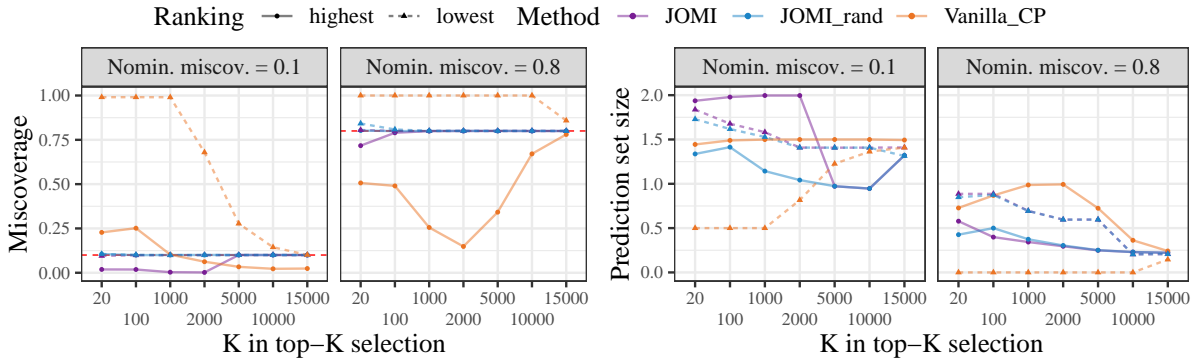 Ranking highest lowest Method JOMI JOMI_rand Vanilla_CP
Nomin. miscov. = 0.1 Nomin. miscov. = 0.8 Nomin. miscov. = 0.1 Nomin. miscov. = 0.8
Miscoverage
1.00
0.75
0.50
0.25
0.00
20 1000 5000 15000 20 1000 5000 15000
100 2000 10000 100 2000 10000
K in top−K selection
Prediction set size
2.0
1.5
1.0
0.5
0.0
20 1000 5000 15000 20 1000 5000 15000
100 2000 10000 100 2000 10000
K in top−K selection